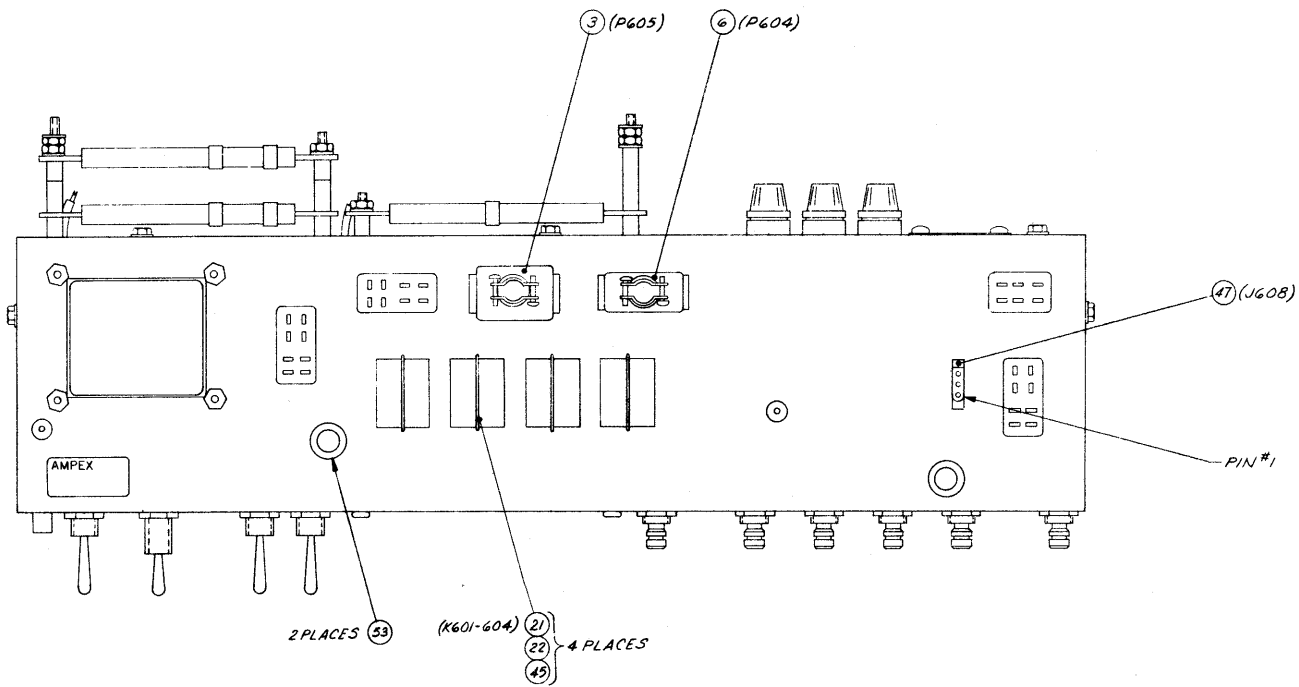 3 (P605)
6 (P604)
47 (J608)
PIN #1
AMPEX
2 PLACES 53
(K601-604) 21
22
45
4 PLACES